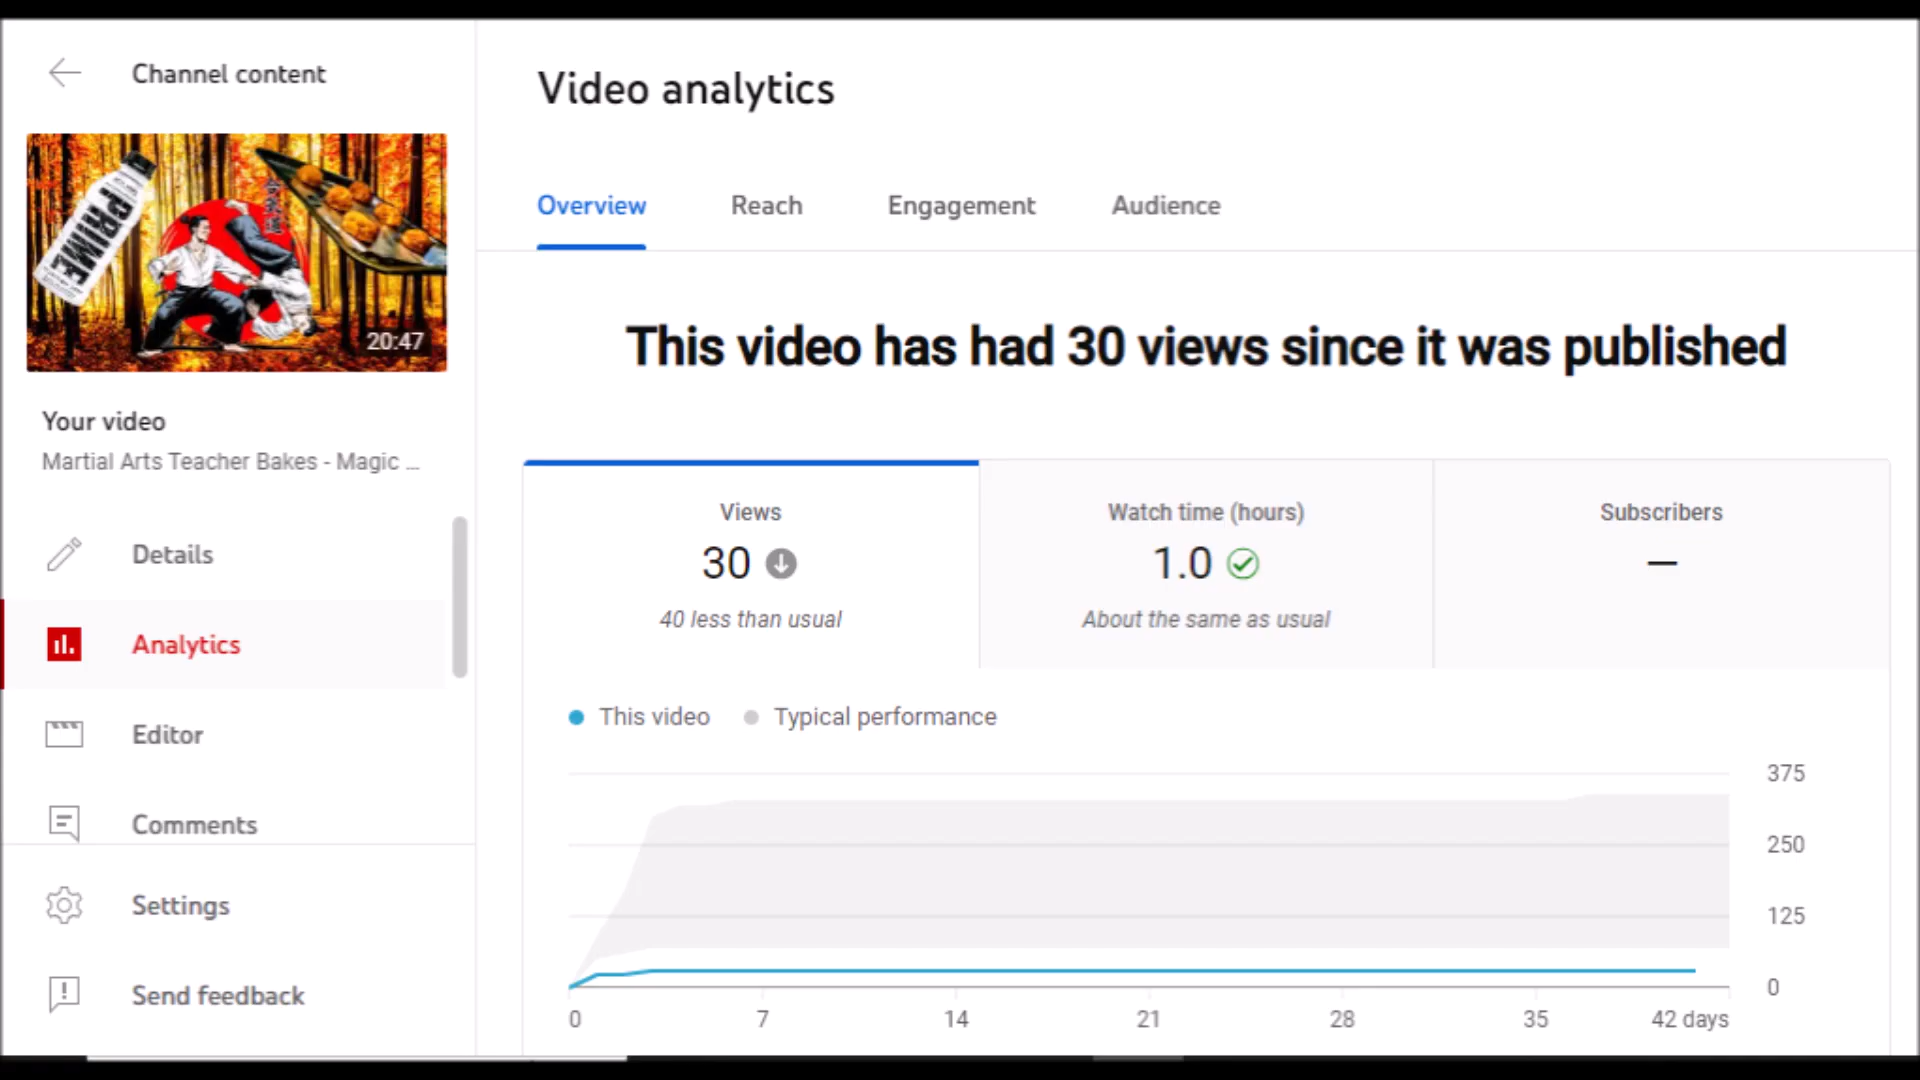 Channel content
PRIME
20:47
Your video
Martial Arts Teacher Bakes - Magic ...
Details
Analytics
Editor
Comments
Settings
Send feedback
Video analytics
Overview
Reach
Engagement
Audience
This video has had 30 views since it was published
Views
30
40 less than usual
Watch time (hours)
1.0
About the same as usual
Subscribers
—
This video
Typical performance
375
250
125
0
0
7
14
21
28
35
42 days